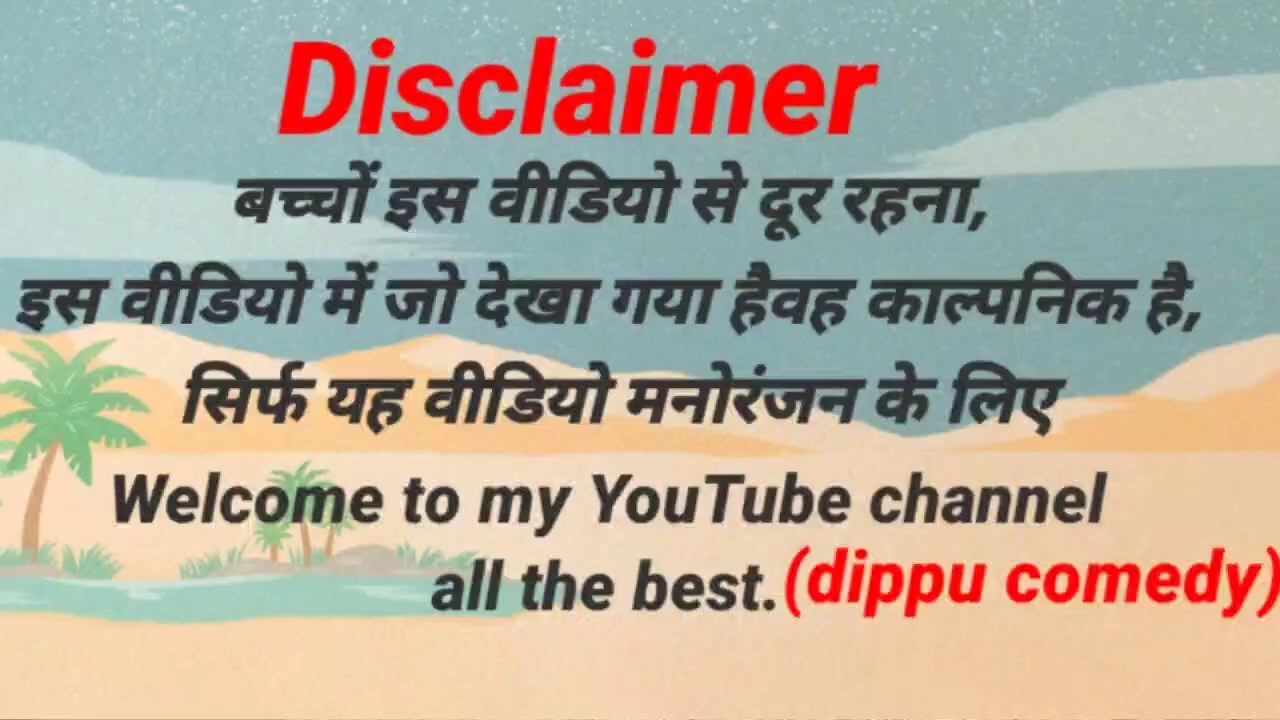 Disclaimer
बच्चों इस वीडियो से दूर रहना,
इस वीडियो में जो देखा गया हैवह काल्पनिक है,
सिर्फ यह वीडियो मनोरंजन के लिए
Welcome to my YouTube channel
all the best.(dippu comedy)